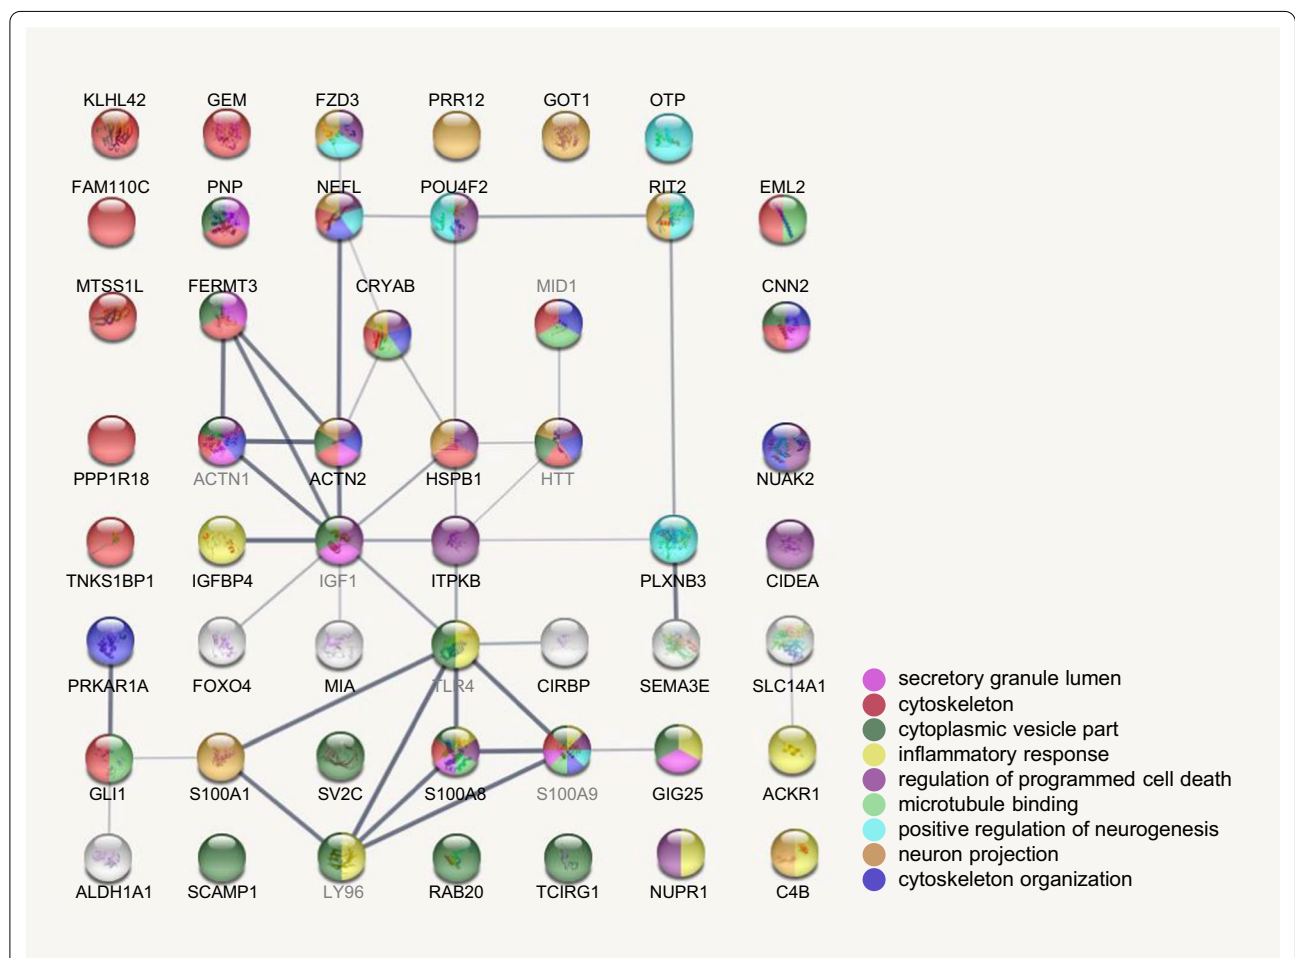 KLHL42 GEM FZD3 PRR12 GOT1 OTP
FAM110C PNP NEFL POU4F2 RIT2 EML2
MTSS1L FERMT3 CRYAB MID1 CNN2
PPP1R18 ACTN1 ACTN2 HSPB1 HTT NUAK2
TNKS1BP1 IGFBP4 IGF1 ITPKB PLXNB3 CIDEA
PRKAR1A FOXO4 MIA TLR4 CIRBP SEMA3E SLC14A1
GLI1 S100A1 SV2C S100A8 S100A9 GIG25 ACKR1
ALDH1A1 SCAMP1 LY96 RAB20 TCIRG1 NUPR1 C4B
secretory granule lumen
cytoskeleton
cytoplasmic vesicle part
inflammatory response
regulation of programmed cell death
microtubule binding
positive regulation of neurogenesis
neuron projection
cytoskeleton organization